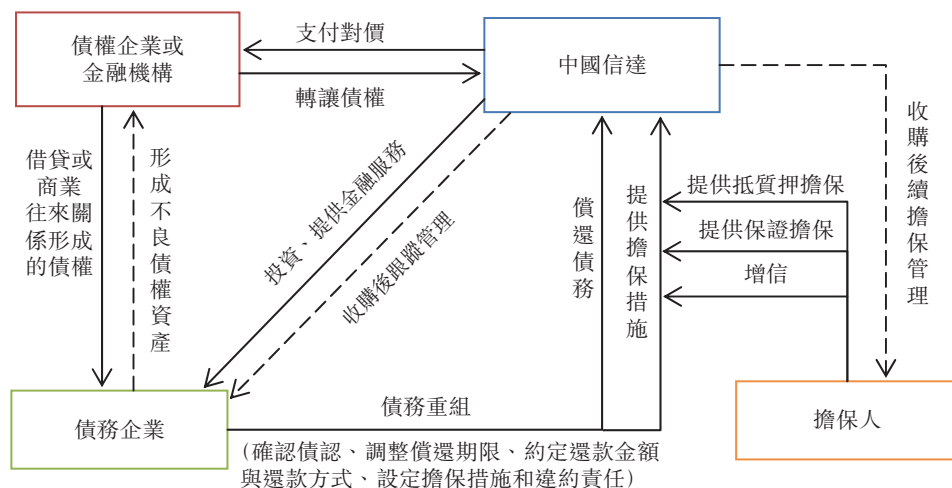 支付對價
債權企業或
金融機構
中國信達
轉讓債權
借貸或
商業
往來關
係形成
的債權
形成不良債權資產
投資、提供金融服務
收購後跟蹤管理
償還債務
提供擔保措施
提供抵質押擔保
提供保證擔保
增信
收購後續擔保管理
債務企業
債務重組
擔保人
(確認債認、調整償還期限、約定還款金額
與還款方式、設定擔保措施和違約責任)